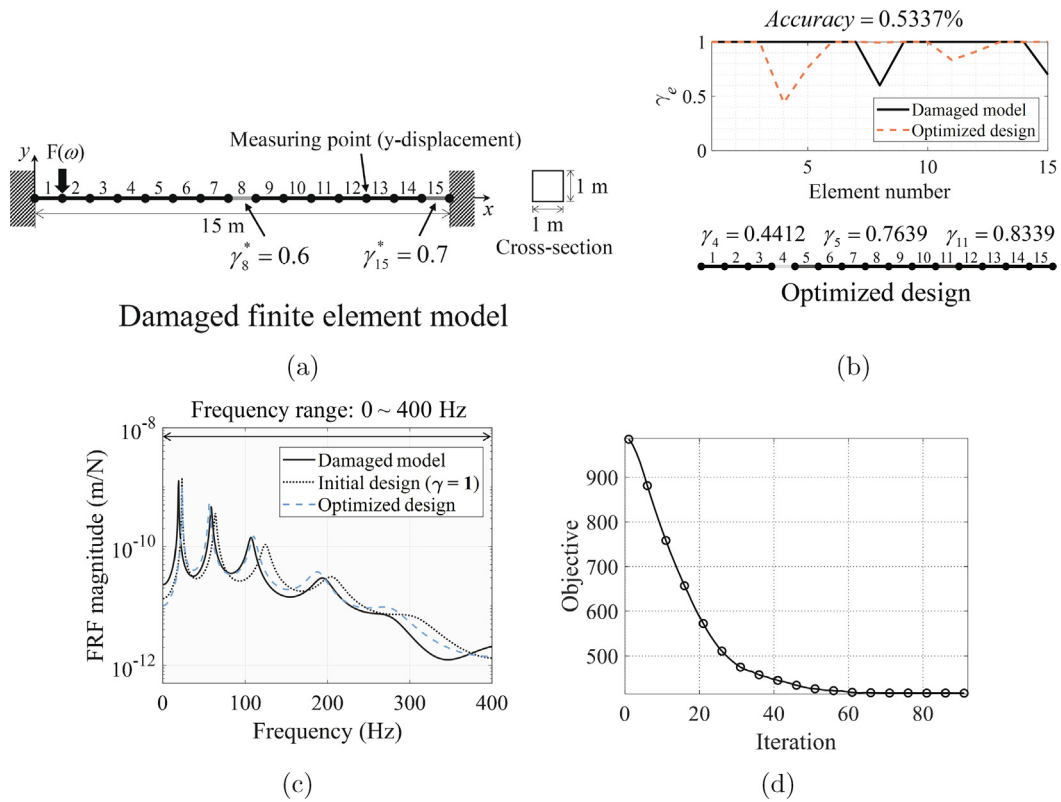 Measuring point (y-displacement)
y
F(ω)
1 2 3 4 5 6 7 8 9 10 11 12 13 14 15
x
15 m
γ₈* = 0.6
γ₁₅* = 0.7
1 m
1 m
Cross-section
Damaged finite element model
(a)
Accuracy = 0.5337%
1
0.5
0
γₑ
5 10 15
Element number
Damaged model
Optimized design
γ₄ = 0.4412 γ₅ = 0.7639 γ₁₁ = 0.8339
1 2 3 4 5 6 7 8 9 10 11 12 13 14 15
Optimized design
(b)
Frequency range: 0 ~ 400 Hz
10⁻⁸
10⁻¹⁰
10⁻¹²
FRF magnitude (m/N)
Damaged model
Initial design (γ = 1)
Optimized design
0 100 200 300 400
Frequency (Hz)
(c)
900
800
700
600
500
Objective
0 20 40 60 80
Iteration
(d)